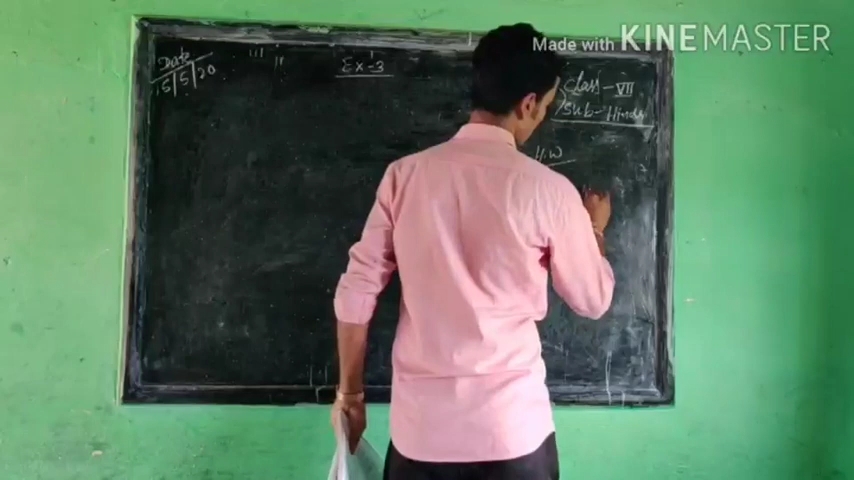 Made with KINEMASTER
Date
15/5/20
Ex-3
Class - VII
Sub - Hindi
H.W